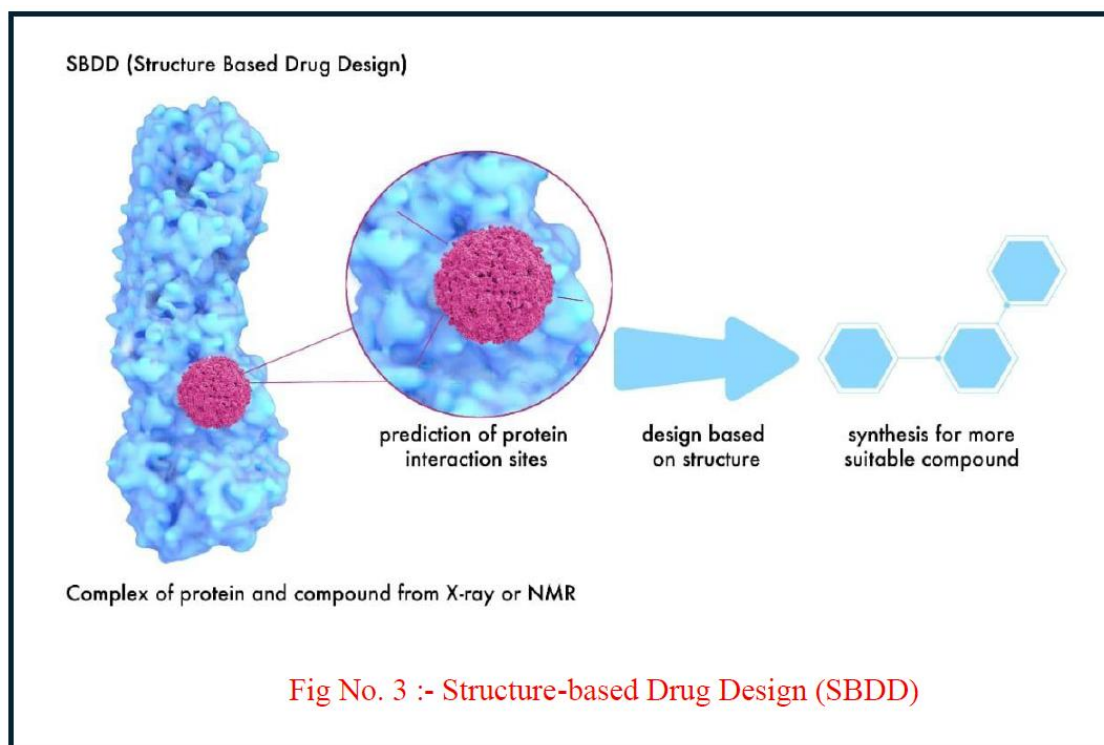 SBDD (Structure Based Drug Design)
prediction of protein
interaction sites
design based
on structure
synthesis for more
suitable compound
Complex of protein and compound from X-ray or NMR
Fig No. 3 :- Structure-based Drug Design (SBDD)